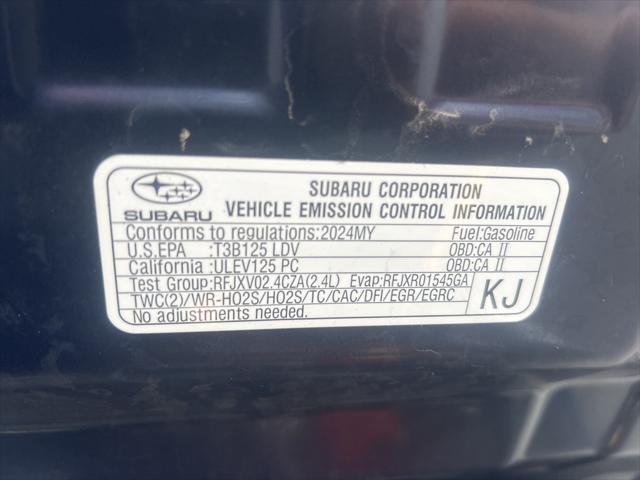 SUBARU
SUBARU CORPORATION
VEHICLE EMISSION CONTROL INFORMATION
Conforms to regulations:2024MY Fuel:Gasoline
U.S.EPA :T3B125 LDV OBD:CA II
California :ULEV125 PC OBD:CA II
Test Group:RFJXV02.4CZA(2.4L) Evap:RFJXR01545GA
TWC(2)/WR-HO2S/HO2S/TC/CAC/DFI/EGR/EGRC
No adjustments needed.
KJ